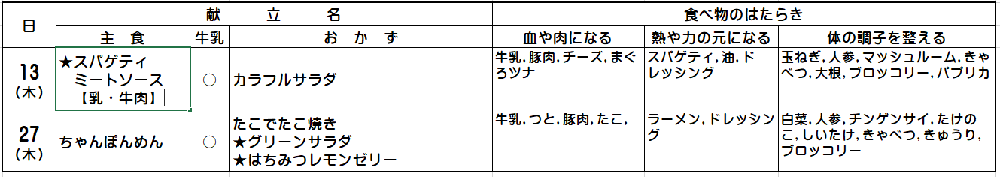 日
献　立　名
食べ物のはたらき
主　食
牛乳
お か ず
血や肉になる
熱や力の元になる
体の調子を整える
13
(木)
★スパゲティ
ミートソース
【乳・牛肉】
○
カラフルサラダ
牛乳,豚肉,チーズ,まぐ
ろツナ
スパゲティ,油,ド
レッシング
玉ねぎ,人参,マッシュルーム,きゃ
べつ,大根,ブロッコリー,パプリカ
27
(木)
ちゃんぽんめん
○
たこでたこ焼き
★グリーンサラダ
★はちみつレモンゼリー
牛乳,つと,豚肉,たこ,
ラーメン,ドレッシン
グ
白菜,人参,チンゲンサイ,たけの
こ,しいたけ,きゃべつ,きゅうり,
ブロッコリー